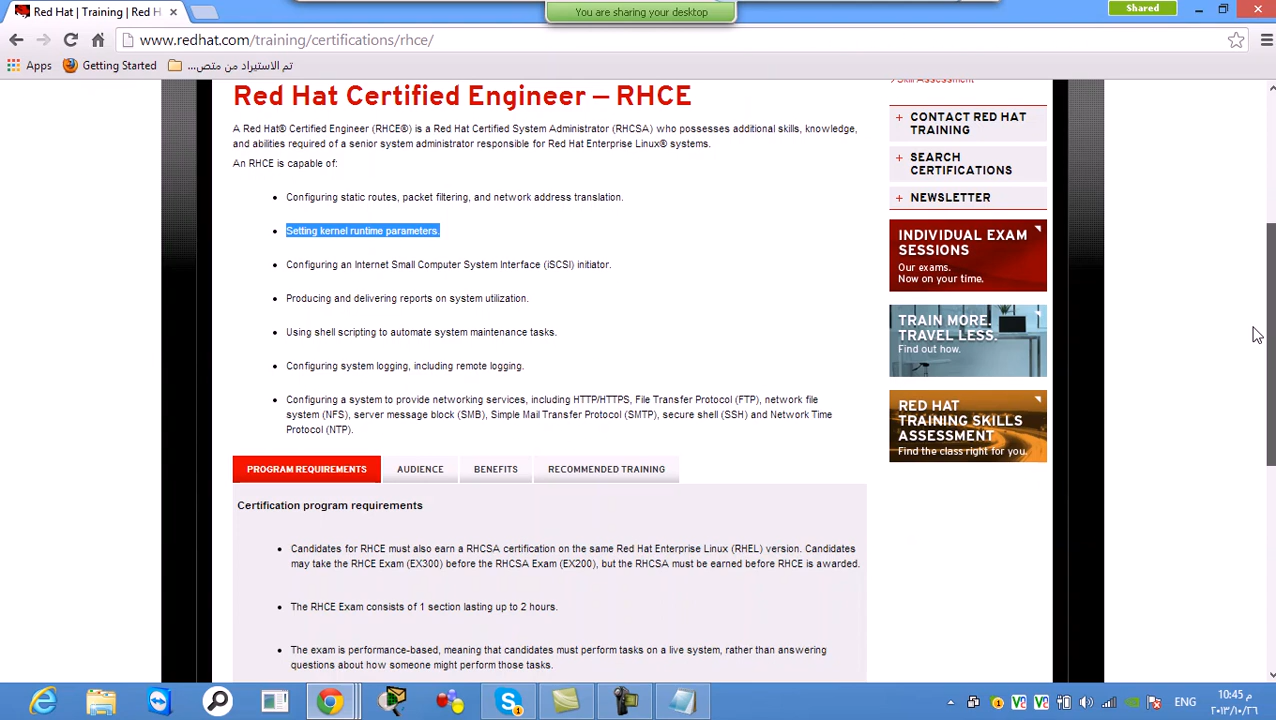 Red Hat | Training | Red H
You are sharing your desktop
Shared
www.redhat.com/training/certifications/rhce/
Apps
Getting Started
تم الاستيراد من متص...
Skill Assessment
Red Hat Certified Engineer – RHCE
A Red Hat® Certified Engineer (RHCE®) is a Red Hat Certified System Administrator (RHCSA) who possesses additional skills, knowledge,
and abilities required of a senior system administrator responsible for Red Hat Enterprise Linux® systems.
An RHCE is capable of:
Configuring static routes, packet filtering, and network address translation.
Setting kernel runtime parameters.
Configuring an Internet Small Computer System Interface (iSCSI) initiator.
Producing and delivering reports on system utilization.
Using shell scripting to automate system maintenance tasks.
Configuring system logging, including remote logging.
Configuring a system to provide networking services, including HTTP/HTTPS, File Transfer Protocol (FTP), network file
system (NFS), server message block (SMB), Simple Mail Transfer Protocol (SMTP), secure shell (SSH) and Network Time
Protocol (NTP).
PROGRAM REQUIREMENTS
AUDIENCE
BENEFITS
RECOMMENDED TRAINING
Certification program requirements
Candidates for RHCE must also earn a RHCSA certification on the same Red Hat Enterprise Linux (RHEL) version. Candidates
may take the RHCE Exam (EX300) before the RHCSA Exam (EX200), but the RHCSA must be earned before RHCE is awarded.
The RHCE Exam consists of 1 section lasting up to 2 hours.
The exam is performance-based, meaning that candidates must perform tasks on a live system, rather than answering
questions about how someone might perform those tasks.
CONTACT RED HAT
TRAINING
SEARCH
CERTIFICATIONS
NEWSLETTER
INDIVIDUAL EXAM
SESSIONS
Our exams.
Now on your time.
TRAIN MORE.
TRAVEL LESS.
Find out how.
RED HAT
TRAINING SKILLS
ASSESSMENT
Find the class right for you.
ENG
10:45 م
٢٠١٣/١٠/٢٦